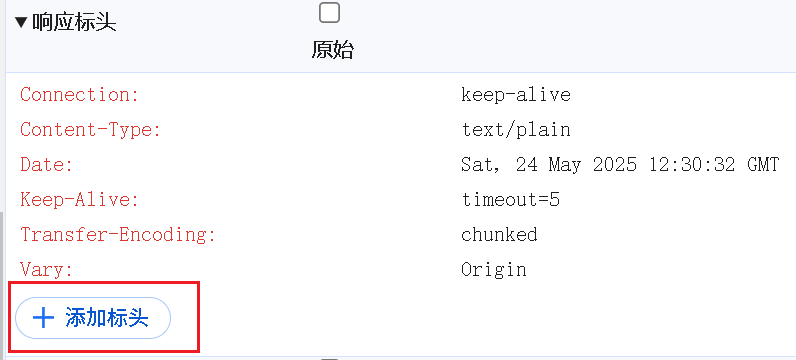 响应标头
原始
Connection: keep-alive
Content-Type: text/plain
Date: Sat, 24 May 2025 12:30:32 GMT
Keep-Alive: timeout=5
Transfer-Encoding: chunked
Vary: Origin
添加标头